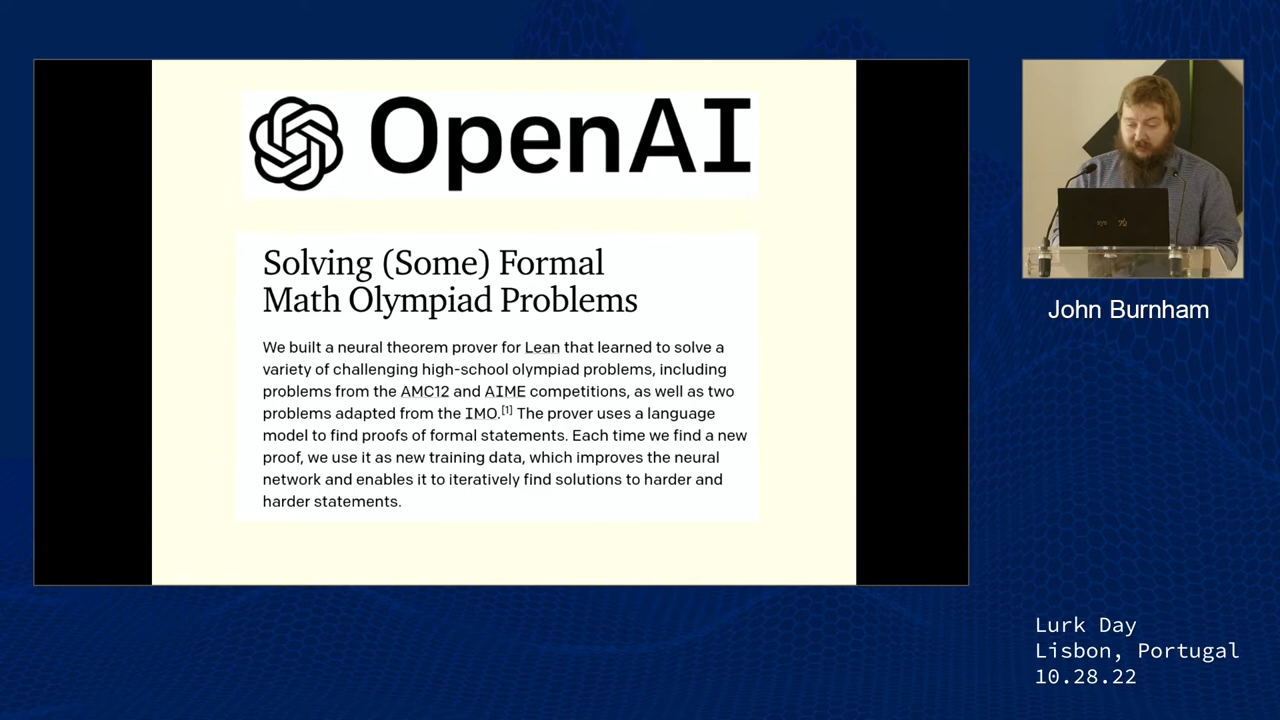 OpenAI
Solving (Some) Formal
Math Olympiad Problems
We built a neural theorem prover for Lean that learned to solve a
variety of challenging high-school olympiad problems, including
problems from the AMC12 and AIME competitions, as well as two
problems adapted from the IMO.[1] The prover uses a language
model to find proofs of formal statements. Each time we find a new
proof, we use it as new training data, which improves the neural
network and enables it to iteratively find solutions to harder and
harder statements.
John Burnham
Lurk Day
Lisbon, Portugal
10.28.22